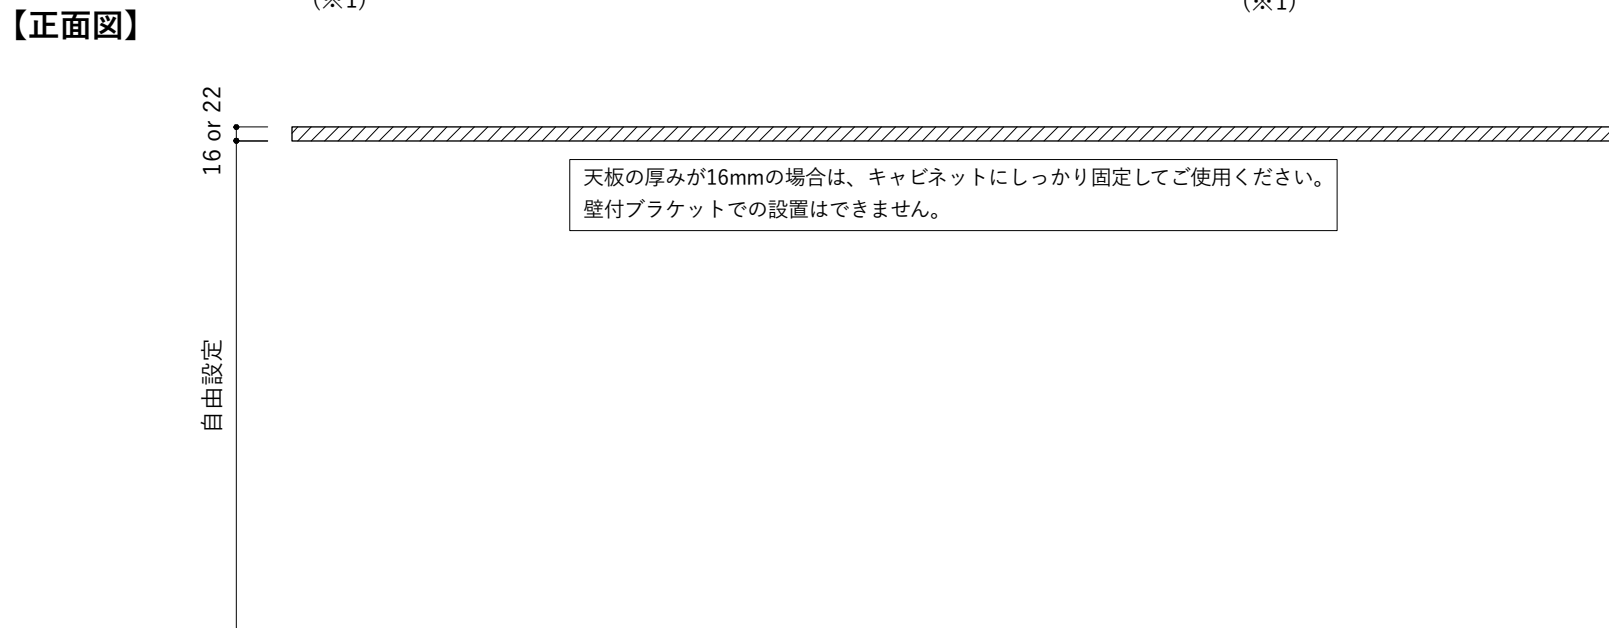 (※1)
(※1)
【正面図】
16 or 22
天板の厚みが16mmの場合は、キャビネットにしっかり固定してご使用ください。
壁付ブラケットでの設置はできません。
自由設定